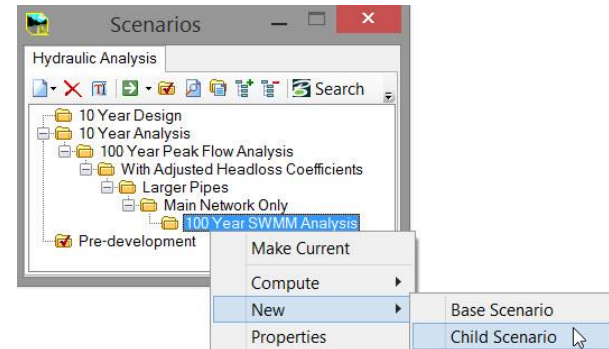 Scenarios
Hydraulic Analysis
Search
10 Year Design
10 Year Analysis
100 Year Peak Flow Analysis
With Adjusted Headloss Coefficients
Larger Pipes
Main Network Only
100 Year SWMM Analysis
Pre-development
Make Current
Compute
New
Base Scenario
Properties
Child Scenario